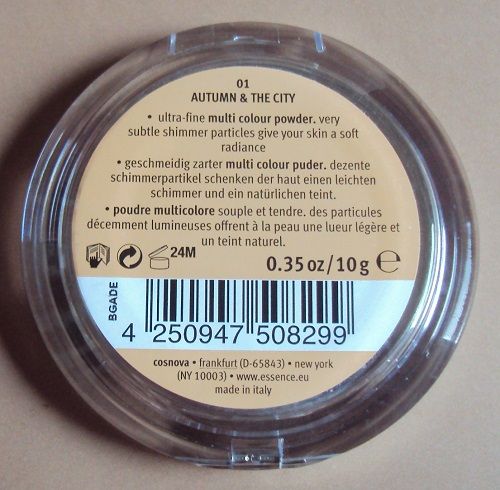 01
AUTUMN & THE CITY
• ultra-fine multi colour powder. very
subtle shimmer particles give your skin a soft
radiance
• geschmeidig zarter multi colour puder. dezente
schimmerpartikel schenken der haut einen leichten
schimmer und ein natürlichen teint.
• poudre multicolore souple et tendre. des particules
décemment lumineuses offrent à la peau une lueur légère et
un teint naturel.
24M
0.35 oz / 10 g ℮
BGADE
4 250947 508299
cosnova • frankfurt (D-65843) • new york
(NY 10003) • www.essence.eu
made in italy